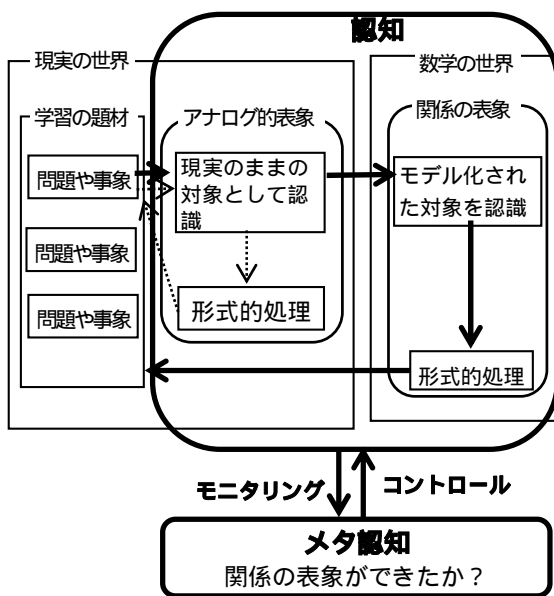 認知
現実の世界
数学の世界
学習の題材
アナログ的表象
関係の表象
問題や事象
現実のままの
対象として認
識
モデル化され
た対象を認識
問題や事象
問題や事象
形式的処理
形式的処理
モニタリング
コントロール
メタ認知
関係の表象ができたか？